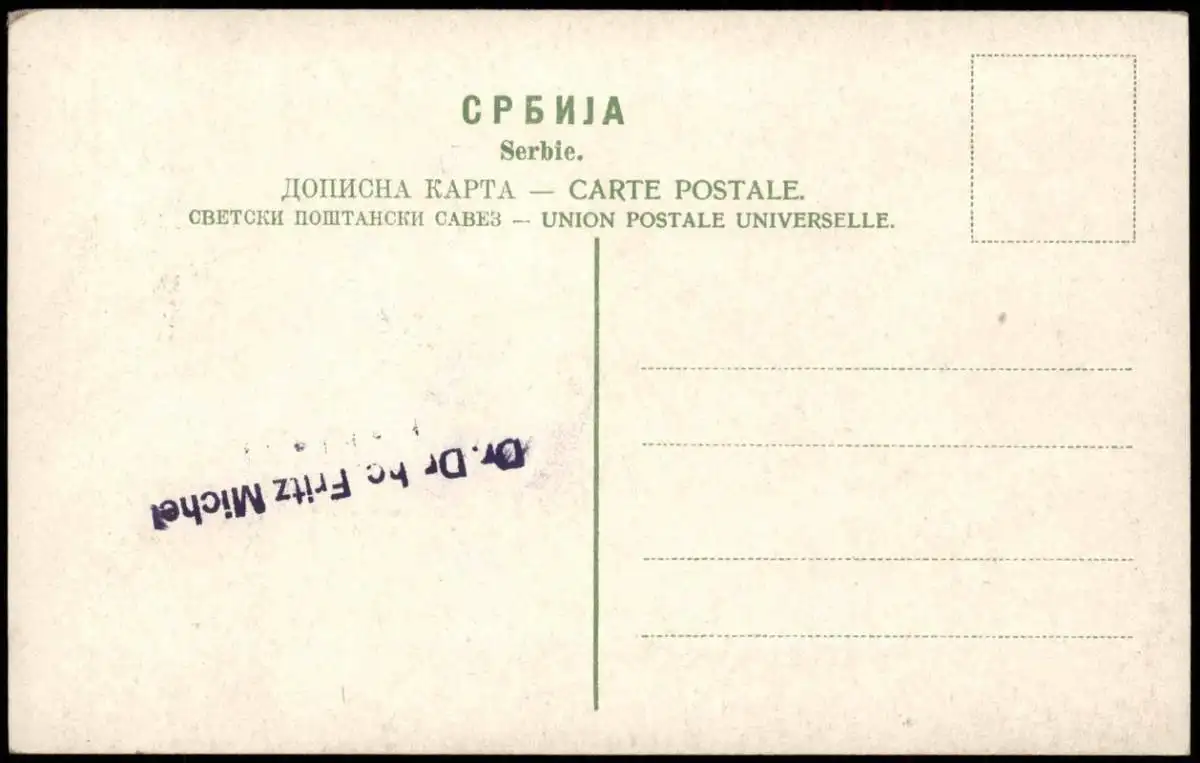 СРБИЈА
Serbie.
ДОПИСНА КАРТА — CARTE POSTALE.
СВЕТСКИ ПОШТАНСКИ САВЕЗ — UNION POSTALE UNIVERSELLE.
Dr. Dr hc Fritz Michel